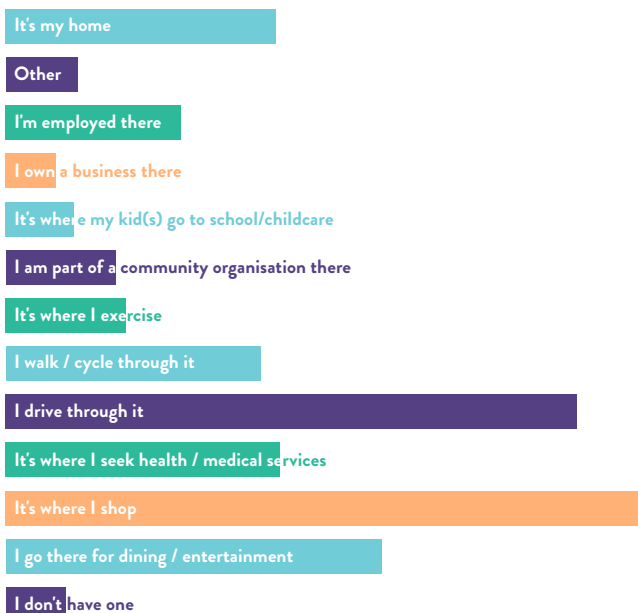 It's my home
Other
I'm employed there
I own a business there
It's where my kid(s) go to school/childcare
I am part of a community organisation there
It's where I exercise
I walk / cycle through it
I drive through it
It's where I seek health / medical services
It's where I shop
I go there for dining / entertainment
I don't have one